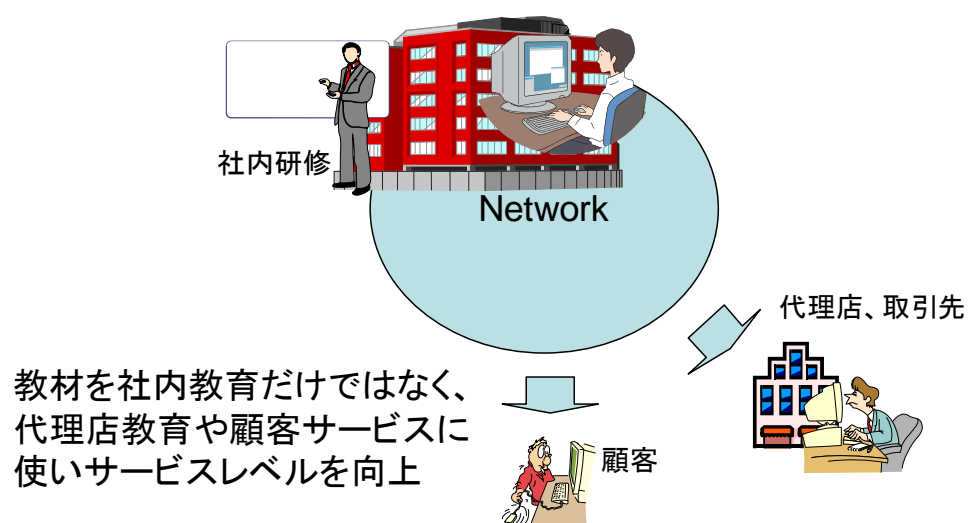 社内研修
Network
代理店、取引先
教材を社内教育だけではなく、
代理店教育や顧客サービスに
使いサービスレベルを向上
顧客